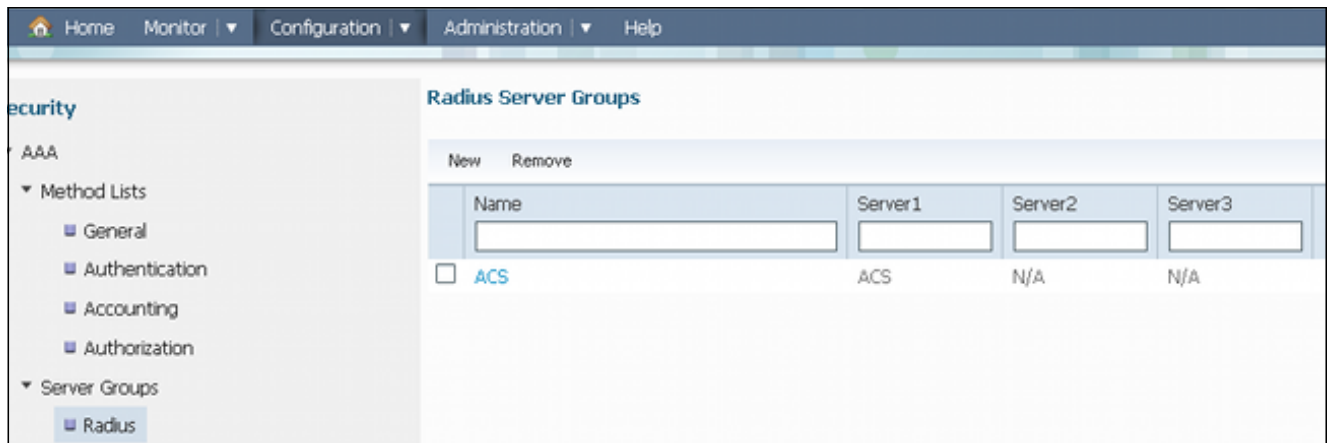 Home Monitor Configuration Administration Help
ecurity
AAA
Method Lists
General
Authentication
Accounting
Authorization
Server Groups
Radius
Radius Server Groups
New Remove
Name Server1 Server2 Server3
ACS ACS N/A N/A